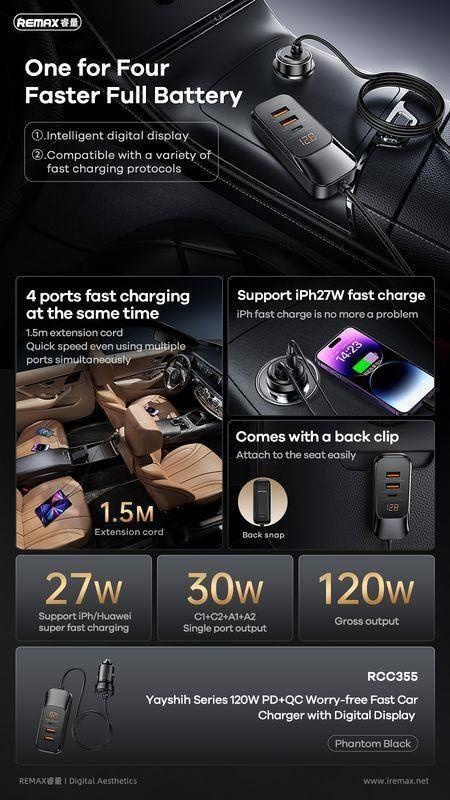 REMAX睿量
One for Four
Faster Full Battery
①.Intelligent digital display
②.Compatible with a variety of
fast charging protocols
12.8
4 ports fast charging
at the same time
1.5m extension cord
Quick speed even using multiple
ports simultaneously
1.5M
Extension cord
Support iPh27W fast charge
iPh fast charge is no more a problem
14:23
Comes with a back clip
Attach to the seat easily
Back snap
12.8
27W
Support iPh/Huawei
super fast charging
30W
C1+C2+A1+A2
Single port output
120W
Gross output
RCC355
Yayshih Series 120W PD+QC Worry-free Fast Car
Charger with Digital Display
Phantom Black
REMAX睿量 I Digital Aesthetics
www.iremax.net